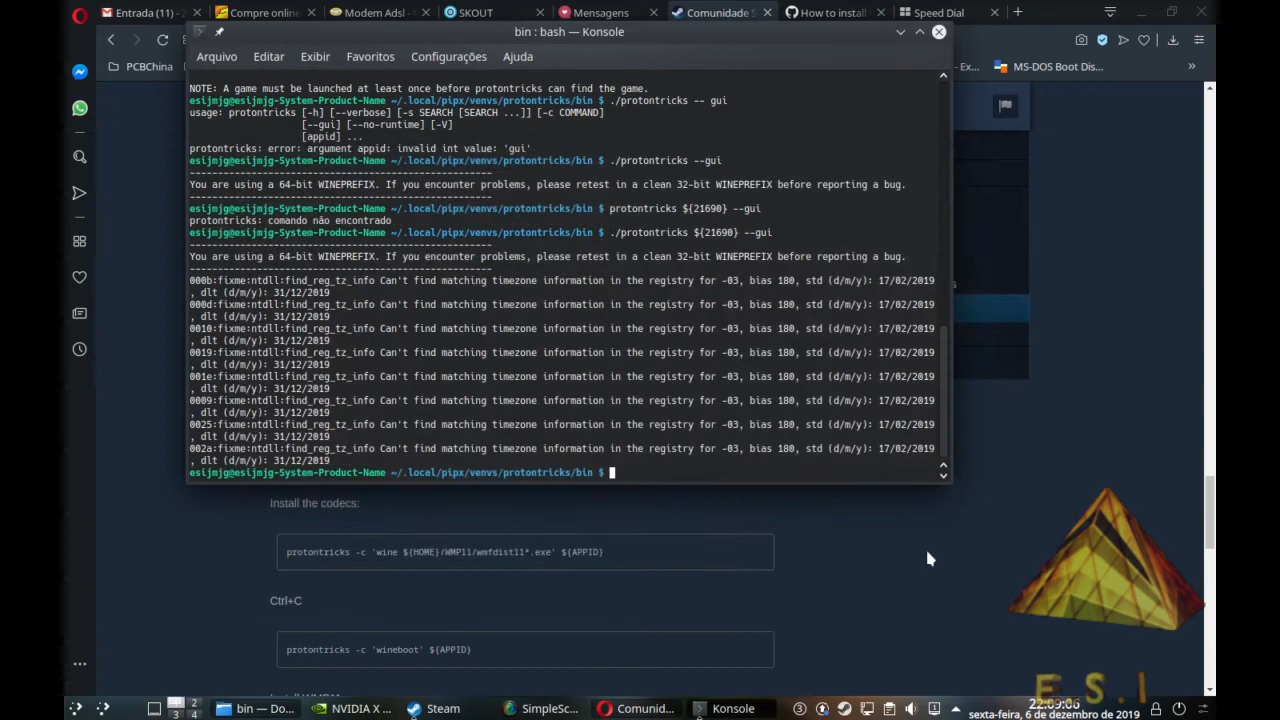 Entrada (11) - 2
Compre online
Modem Adsl -
SKOUT
Mensagens
Comunidade S
How to install
Speed Dial
bin : bash — Konsole
PCBChina
Ex...
MS-DOS Boot Dis...
Arquivo Editar Exibir Favoritos Configurações Ajuda
NOTE: A game must be launched at least once before protontricks can find the game.
esijmjg@esijmjg-System-Product-Name ~/.local/pipx/venvs/protontricks/bin $ ./protontricks -- gui
usage: protontricks [-h] [--verbose] [-s SEARCH [SEARCH ...]] [-c COMMAND]
[--gui] [--no-runtime] [-V]
[appid] ...
protontricks: error: argument appid: invalid int value: 'gui'
esijmjg@esijmjg-System-Product-Name ~/.local/pipx/venvs/protontricks/bin $ ./protontricks --gui
--------------------------------------------------
You are using a 64-bit WINEPREFIX. If you encounter problems, please retest in a clean 32-bit WINEPREFIX before reporting a bug.
--------------------------------------------------
esijmjg@esijmjg-System-Product-Name ~/.local/pipx/venvs/protontricks/bin $ protontricks ${21690} --gui
protontricks: comando não encontrado
esijmjg@esijmjg-System-Product-Name ~/.local/pipx/venvs/protontricks/bin $ ./protontricks ${21690} --gui
--------------------------------------------------
You are using a 64-bit WINEPREFIX. If you encounter problems, please retest in a clean 32-bit WINEPREFIX before reporting a bug.
--------------------------------------------------
000b:fixme:ntdll:find_reg_tz_info Can't find matching timezone information in the registry for -03, bias 180, std (d/m/y): 17/02/2019
, dlt (d/m/y): 31/12/2019
000d:fixme:ntdll:find_reg_tz_info Can't find matching timezone information in the registry for -03, bias 180, std (d/m/y): 17/02/2019
, dlt (d/m/y): 31/12/2019
0010:fixme:ntdll:find_reg_tz_info Can't find matching timezone information in the registry for -03, bias 180, std (d/m/y): 17/02/2019
, dlt (d/m/y): 31/12/2019
0019:fixme:ntdll:find_reg_tz_info Can't find matching timezone information in the registry for -03, bias 180, std (d/m/y): 17/02/2019
, dlt (d/m/y): 31/12/2019
001e:fixme:ntdll:find_reg_tz_info Can't find matching timezone information in the registry for -03, bias 180, std (d/m/y): 17/02/2019
, dlt (d/m/y): 31/12/2019
0009:fixme:ntdll:find_reg_tz_info Can't find matching timezone information in the registry for -03, bias 180, std (d/m/y): 17/02/2019
, dlt (d/m/y): 31/12/2019
0025:fixme:ntdll:find_reg_tz_info Can't find matching timezone information in the registry for -03, bias 180, std (d/m/y): 17/02/2019
, dlt (d/m/y): 31/12/2019
002a:fixme:ntdll:find_reg_tz_info Can't find matching timezone information in the registry for -03, bias 180, std (d/m/y): 17/02/2019
, dlt (d/m/y): 31/12/2019
esijmjg@esijmjg-System-Product-Name ~/.local/pipx/venvs/protontricks/bin $
Install the codecs:
protontricks -c 'wine ${HOME}/WMP11/wmfdist11*.exe' ${APPID}
Ctrl+C
protontricks -c 'wineboot' ${APPID}
E.S.I
1 2
3 4
bin — Do...
NVIDIA X ...
Steam
SimpleSc...
Comunid...
Konsole
22:09:06
sexta-feira, 6 de dezembro de 2019